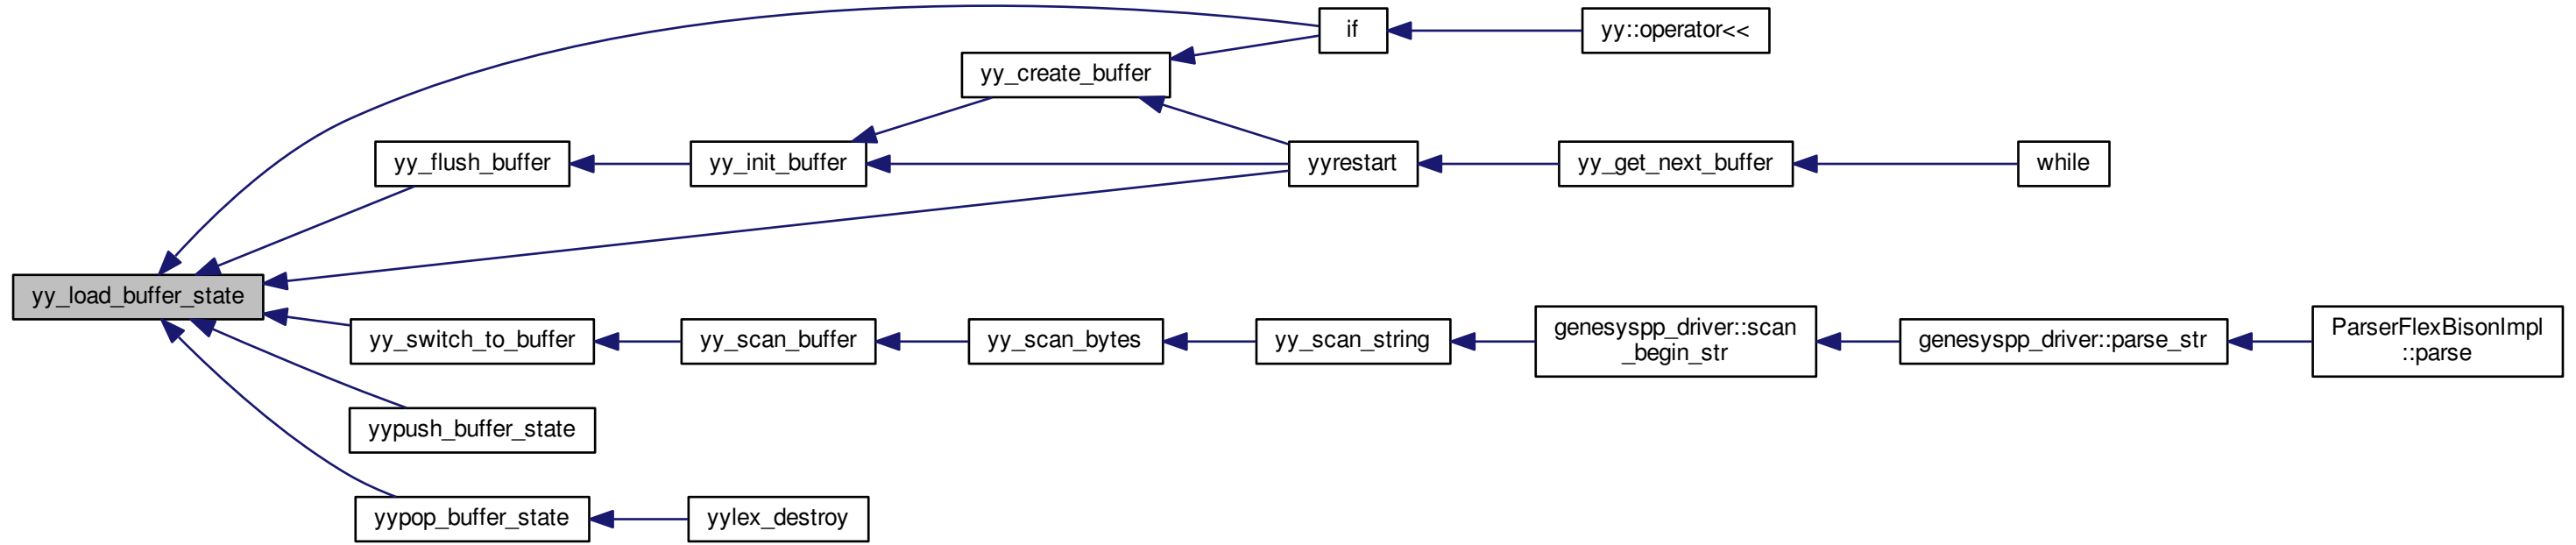 if
yy::operator<<
yy_create_buffer
yy_flush_buffer
yy_init_buffer
yyrestart
yy_get_next_buffer
while
yy_load_buffer_state
yy_switch_to_buffer
yy_scan_buffer
yy_scan_bytes
yy_scan_string
genesyspp_driver::scan
_begin_str
genesyspp_driver::parse_str
ParserFlexBisonImpl
::parse
yypush_buffer_state
yypop_buffer_state
yylex_destroy